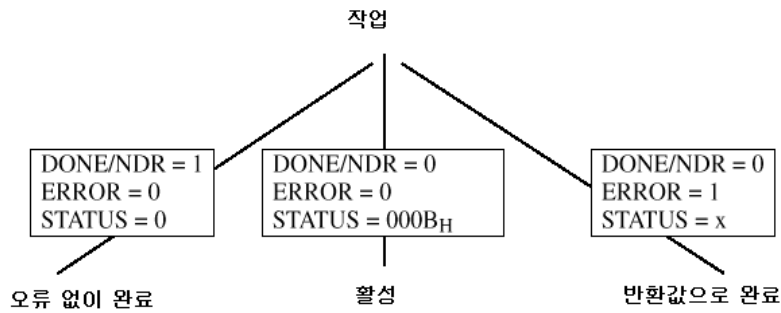 작업
DONE/NDR = 1
ERROR = 0
STATUS = 0
DONE/NDR = 0
ERROR = 0
STATUS = 000BH
DONE/NDR = 0
ERROR = 1
STATUS = x
오류 없이 완료
활성
반환값으로 완료